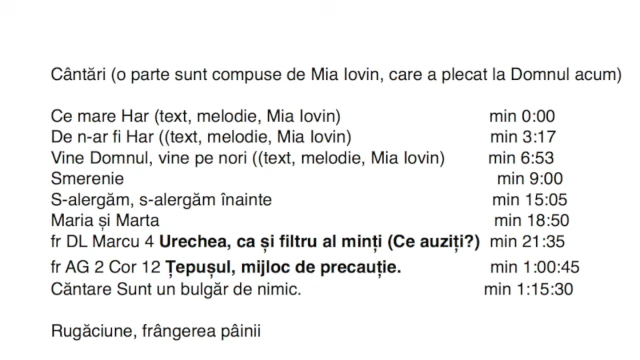 Cântări (o parte sunt compuse de Mia Iovin, care a plecat la Domnul acum)
Ce mare Har (text, melodie, Mia Iovin) min 0:00
De n-ar fi Har ((text, melodie, Mia Iovin) min 3:17
Vine Domnul, vine pe nori ((text, melodie, Mia Iovin) min 6:53
Smerenie min 9:00
S-alergăm, s-alergăm înainte min 15:05
Maria și Marta min 18:50
fr DL Marcu 4 Urechea, ca și filtru al minți (Ce auziți?) min 21:35
fr AG 2 Cor 12 Țepușul, mijloc de precauție. min 1:00:45
Căntare Sunt un bulgăr de nimic. min 1:15:30
Rugăciune, frângerea pâinii